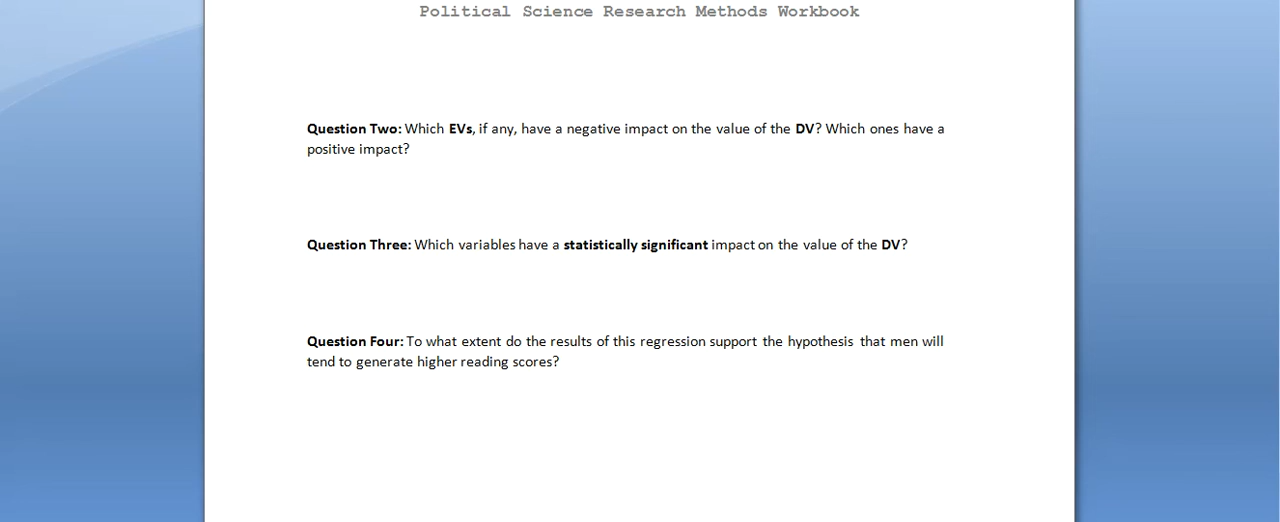 Political Science Research Methods Workbook
Question Two: Which EVs, if any, have a negative impact on the value of the DV? Which ones have a
positive impact?
Question Three: Which variables have a statistically significant impact on the value of the DV?
Question Four: To what extent do the results of this regression support the hypothesis that men will
tend to generate higher reading scores?